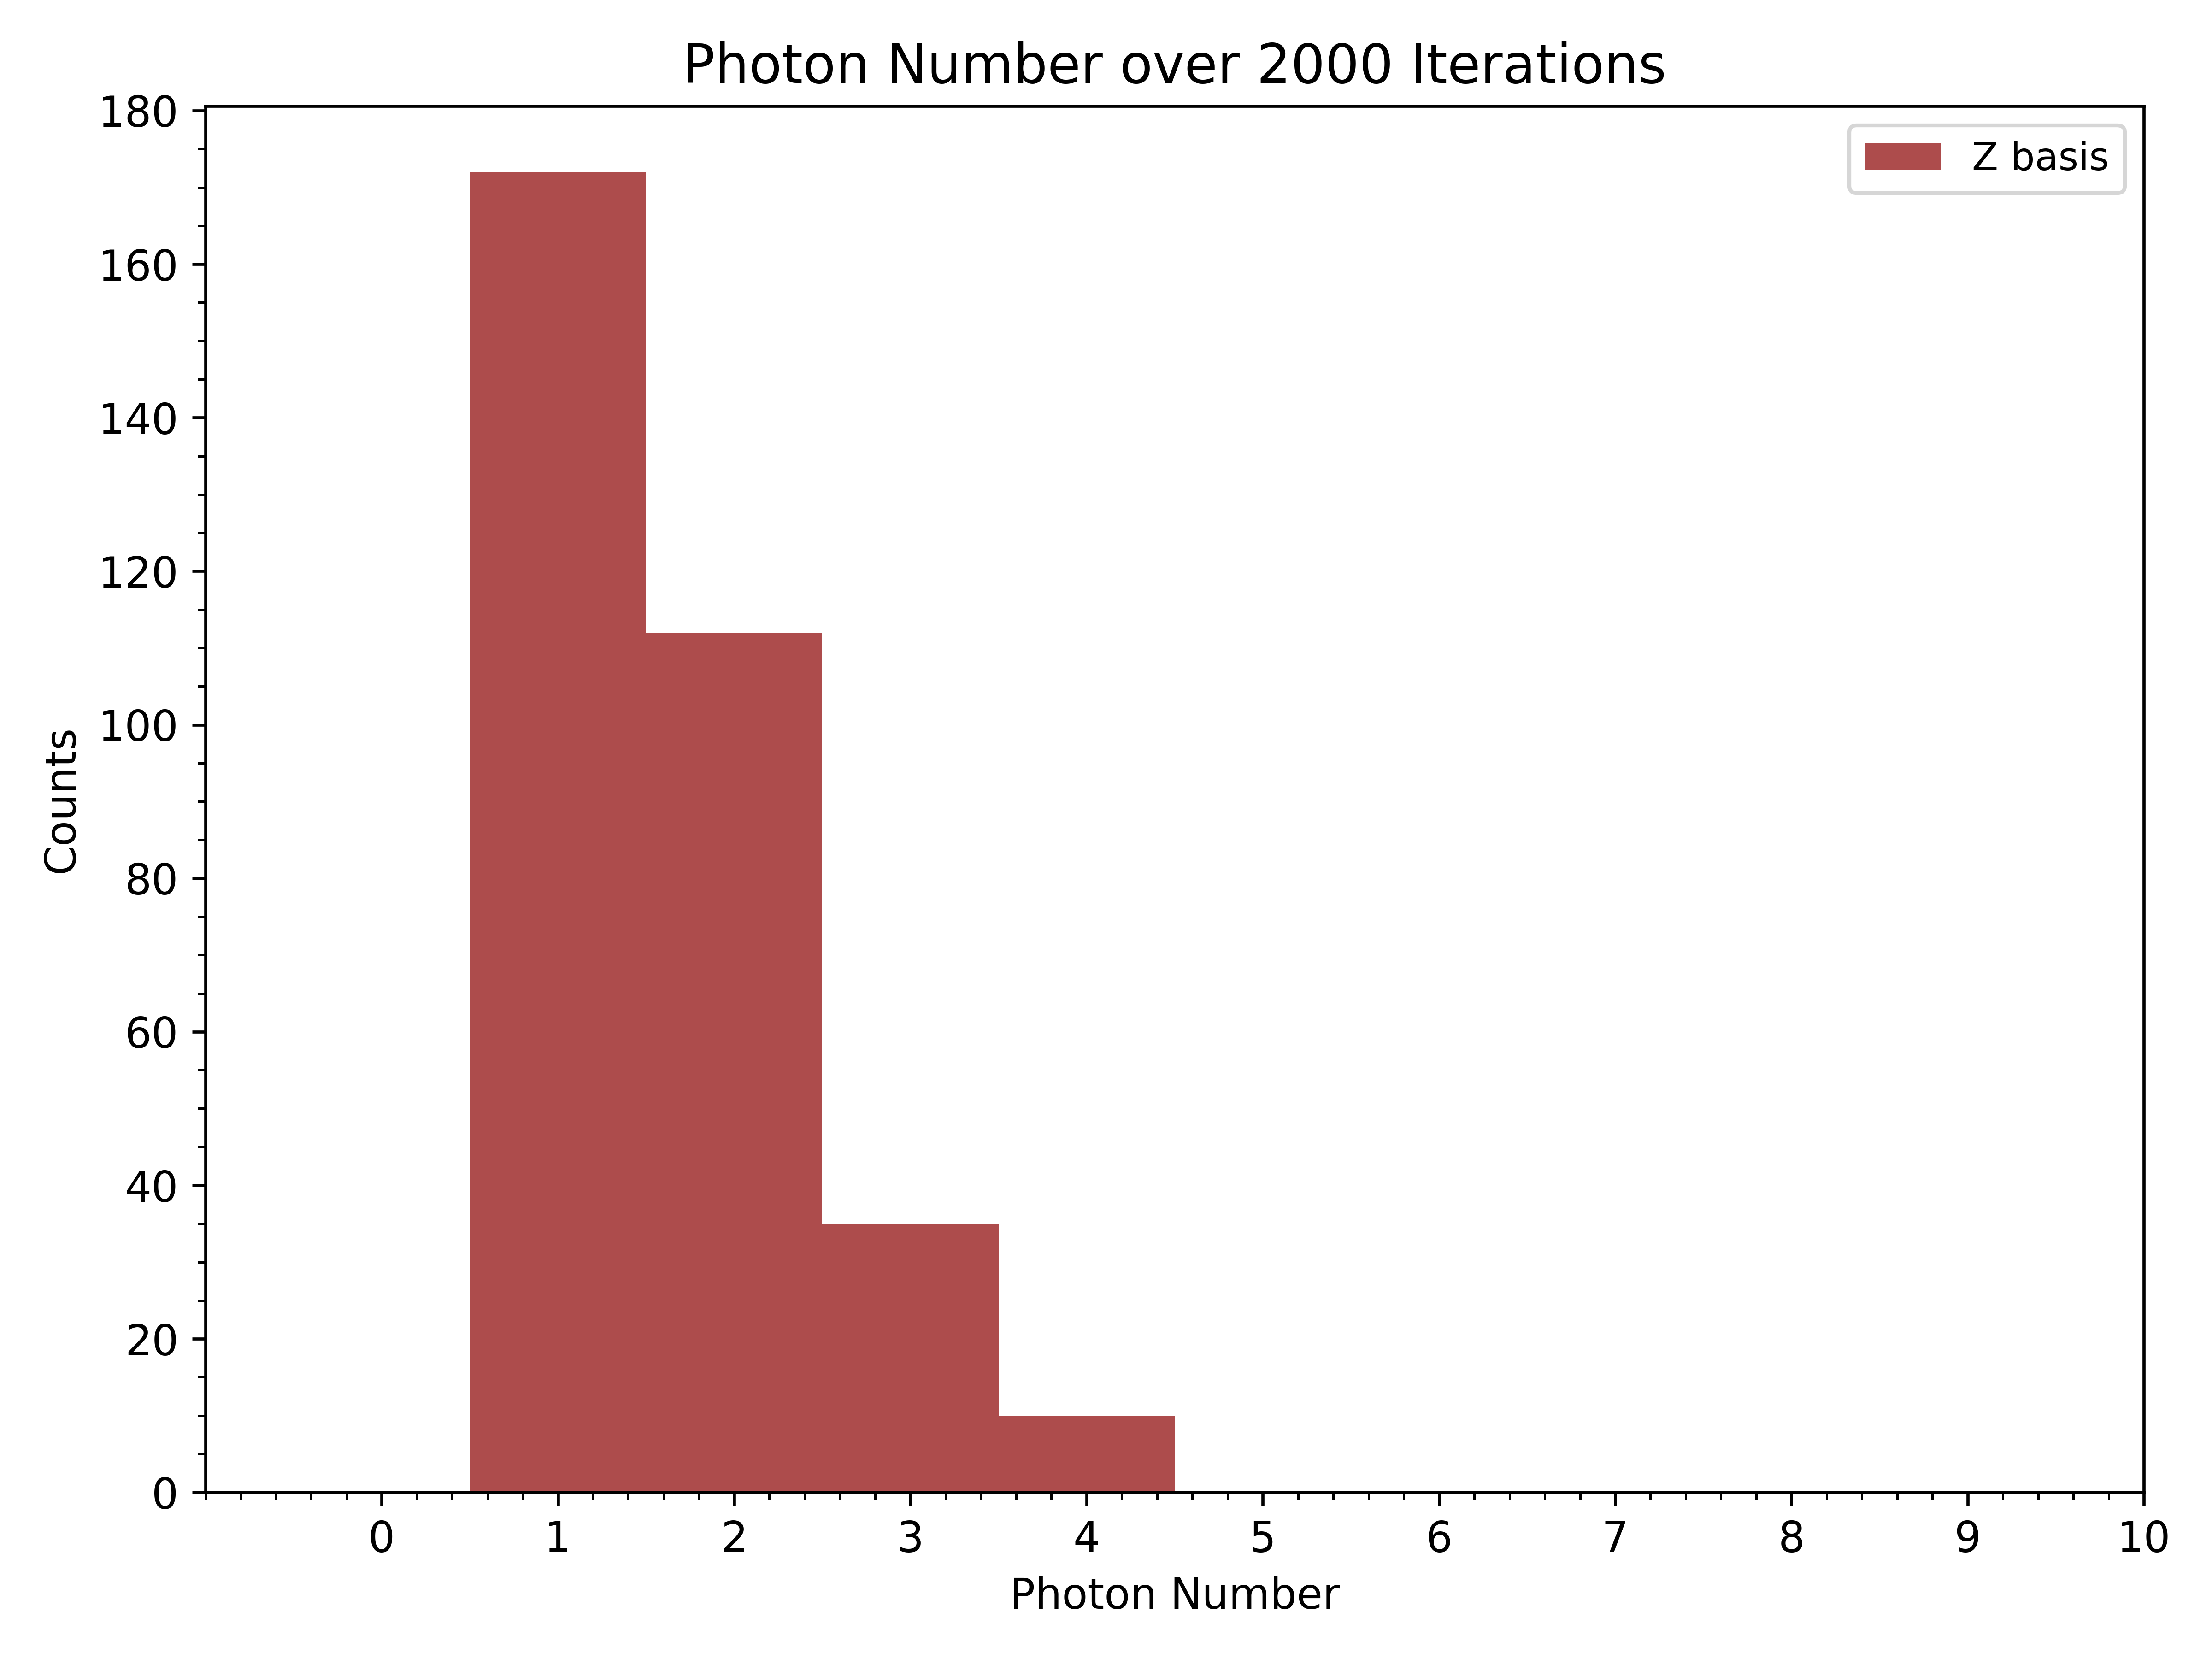 Photon Number over 2000 Iterations
Z basis
180
160
140
120
100
80
60
40
20
0
Counts
0 1 2 3 4 5 6 7 8 9 10
Photon Number